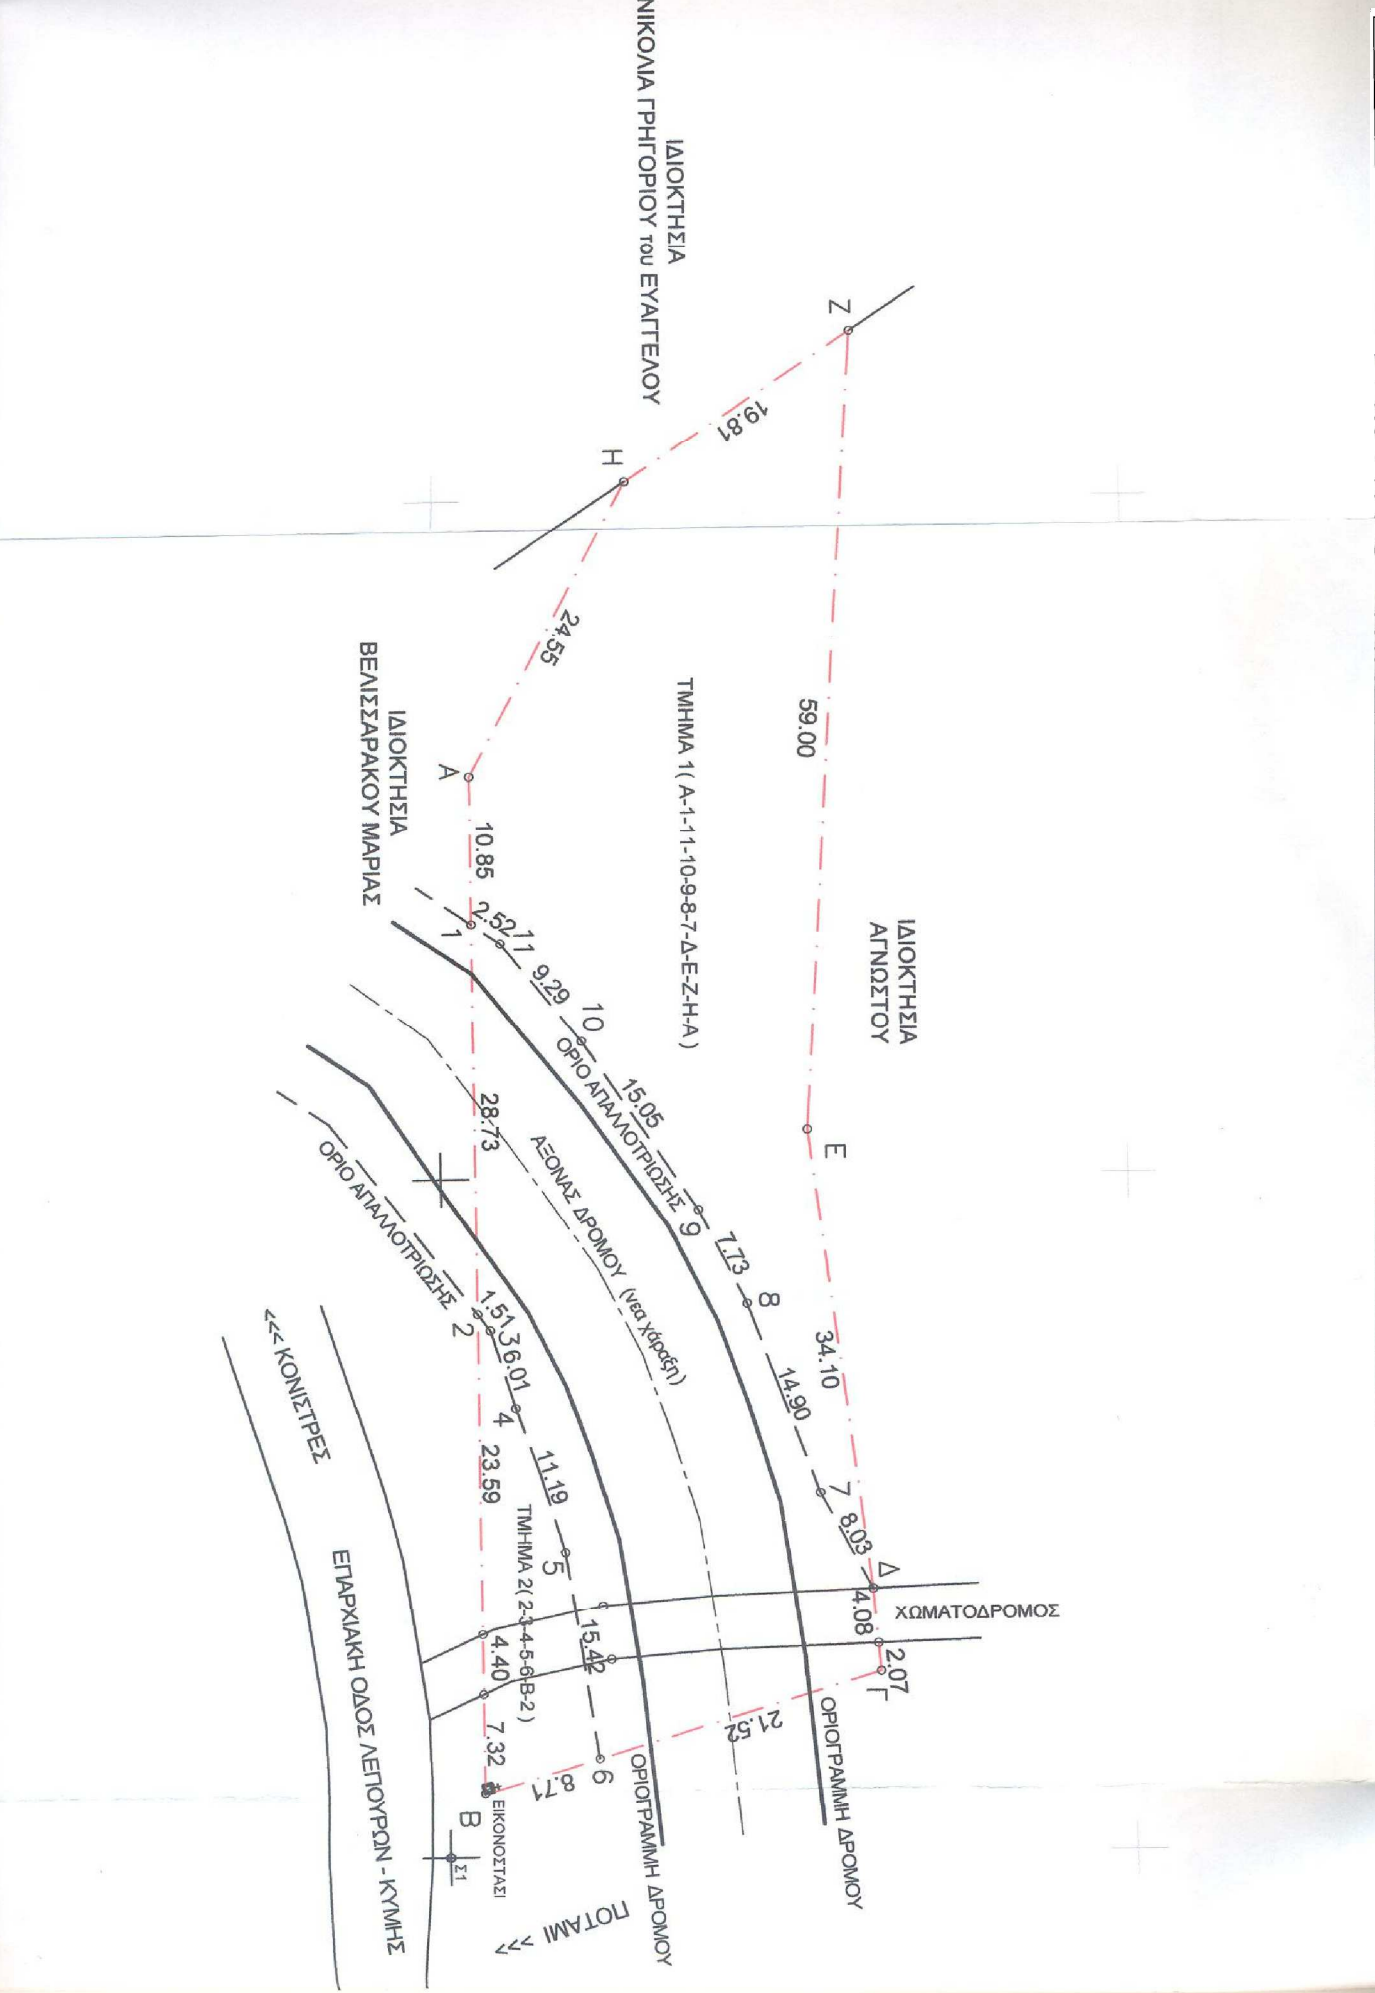 ΙΔΙΟΚΤΗΣΙΑ
ΝΙΚΟΛΙΑ ΓΡΗΓΟΡΙΟΥ του ΕΥΑΓΓΕΛΟΥ
Ζ
19.81
Η
59.00
24.55
ΤΜΗΜΑ 1( Α-1-11-10-9-8-7-Δ-Ε-Ζ-Η-Α )
ΙΔΙΟΚΤΗΣΙΑ
ΑΓΝΩΣΤΟΥ
ΙΔΙΟΚΤΗΣΙΑ
ΒΕΛΙΣΣΑΡΑΚΟΥ ΜΑΡΙΑΣ
Α
10.85
1
2.52
11
9.29
10
15.05
ΟΡΙΟ ΑΠΑΛΛΟΤΡΙΩΣΗΣ
9
7.73
8
Ε
34.10
14.90
7
8.03
Δ
4.08
ΧΩΜΑΤΟΔΡΟΜΟΣ
2.07
Γ
21.52
28.73
ΑΞΟΝΑΣ ΔΡΟΜΟΥ (νεα χάραξη)
ΟΡΙΟ ΑΠΑΛΛΟΤΡΙΩΣΗΣ
2
1.51
3
6.01
4
11.19
5
15.42
6
8.71
23.59
ΤΜΗΜΑ 2( 2-3-4-5-6-Β-2 )
4.40
7.32
Β
ΕΙΚΟΝΟΣΤΑΣΙ
Σ1
ΟΡΙΟΓΡΑΜΜΗ ΔΡΟΜΟΥ
ΟΡΙΟΓΡΑΜΜΗ ΔΡΟΜΟΥ
ΠΟΤΑΜΙ >>>
<<< ΚΟΝΙΣΤΡΕΣ
ΕΠΑΡΧΙΑΚΗ ΟΔΟΣ ΛΕΠΟΥΡΩΝ - ΚΥΜΗΣ